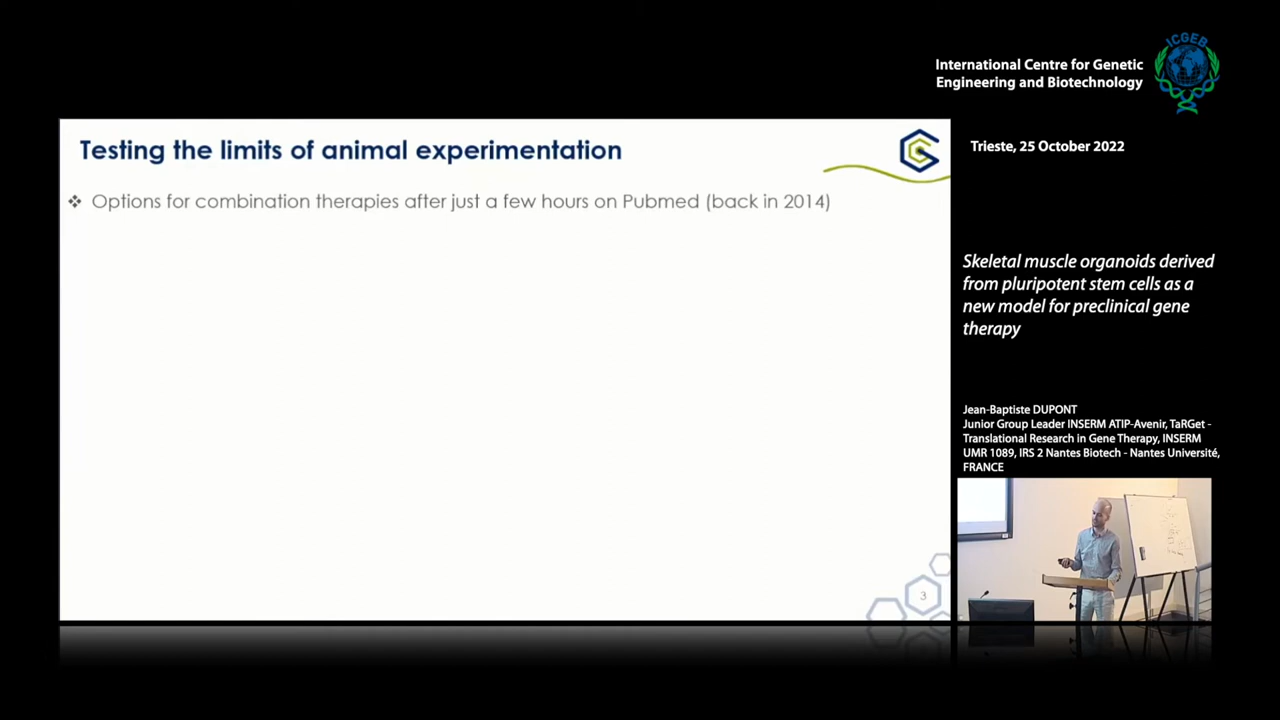 International Centre for Genetic
Engineering and Biotechnology
ICGEB
Testing the limits of animal experimentation
Trieste, 25 October 2022
❖ Options for combination therapies after just a few hours on Pubmed (back in 2014)
Skeletal muscle organoids derived
from pluripotent stem cells as a
new model for preclinical gene
therapy
Jean-Baptiste DUPONT
Junior Group Leader INSERM ATIP-Avenir, TaRGet -
Translational Research in Gene Therapy, INSERM
UMR 1089, IRS 2 Nantes Biotech - Nantes Université,
FRANCE
3